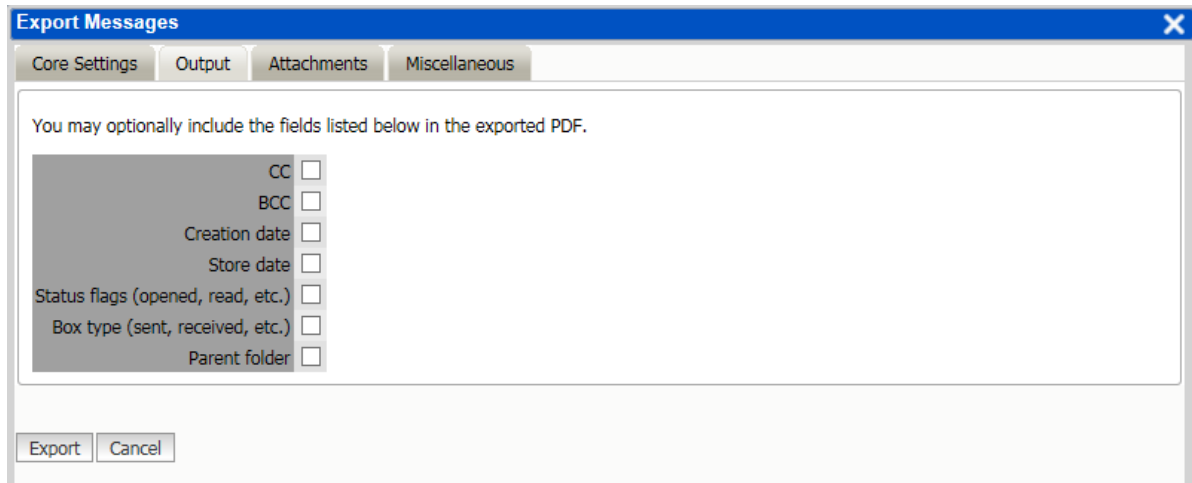 Export Messages
Core Settings Output Attachments Miscellaneous
You may optionally include the fields listed below in the exported PDF.
CC
BCC
Creation date
Store date
Status flags (opened, read, etc.)
Box type (sent, received, etc.)
Parent folder
Export Cancel